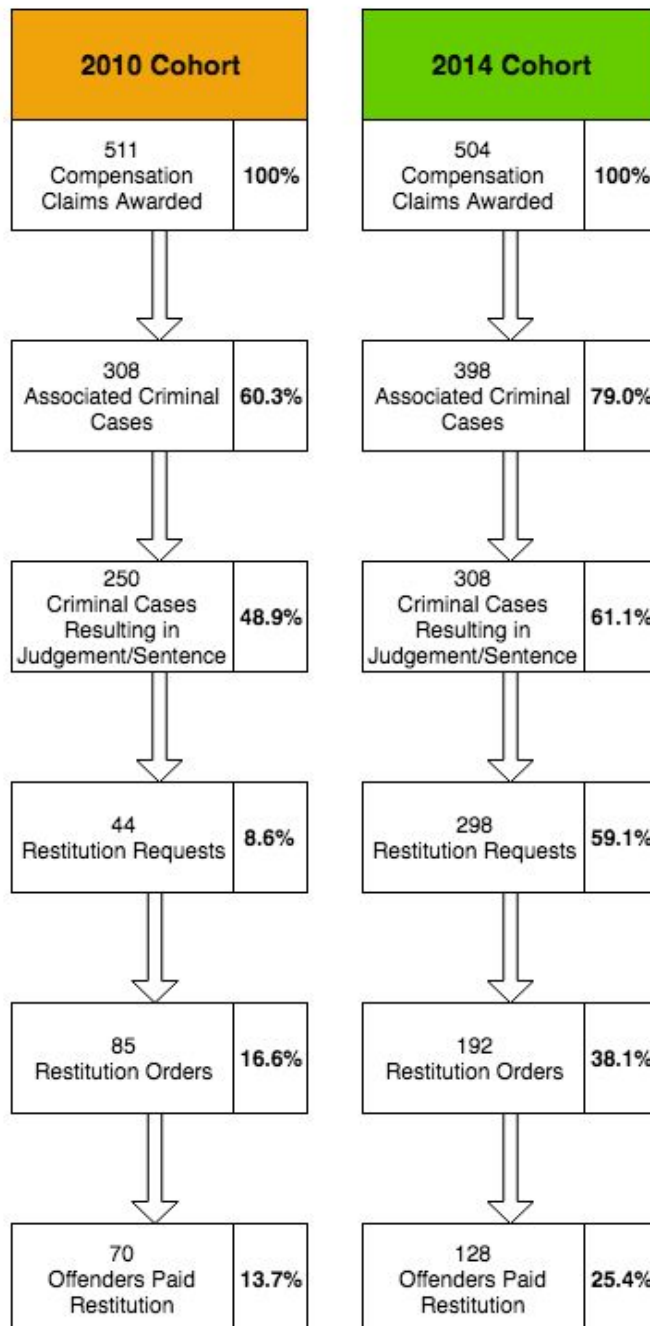 2010 Cohort
511
Compensation
Claims Awarded
100%
308
Associated Criminal
Cases
60.3%
250
Criminal Cases
Resulting in
Judgement/Sentence
48.9%
44
Restitution Requests
8.6%
85
Restitution Orders
16.6%
70
Offenders Paid
Restitution
13.7%
2014 Cohort
504
Compensation
Claims Awarded
100%
398
Associated Criminal
Cases
79.0%
308
Criminal Cases
Resulting in
Judgement/Sentence
61.1%
298
Restitution Requests
59.1%
192
Restitution Orders
38.1%
128
Offenders Paid
Restitution
25.4%